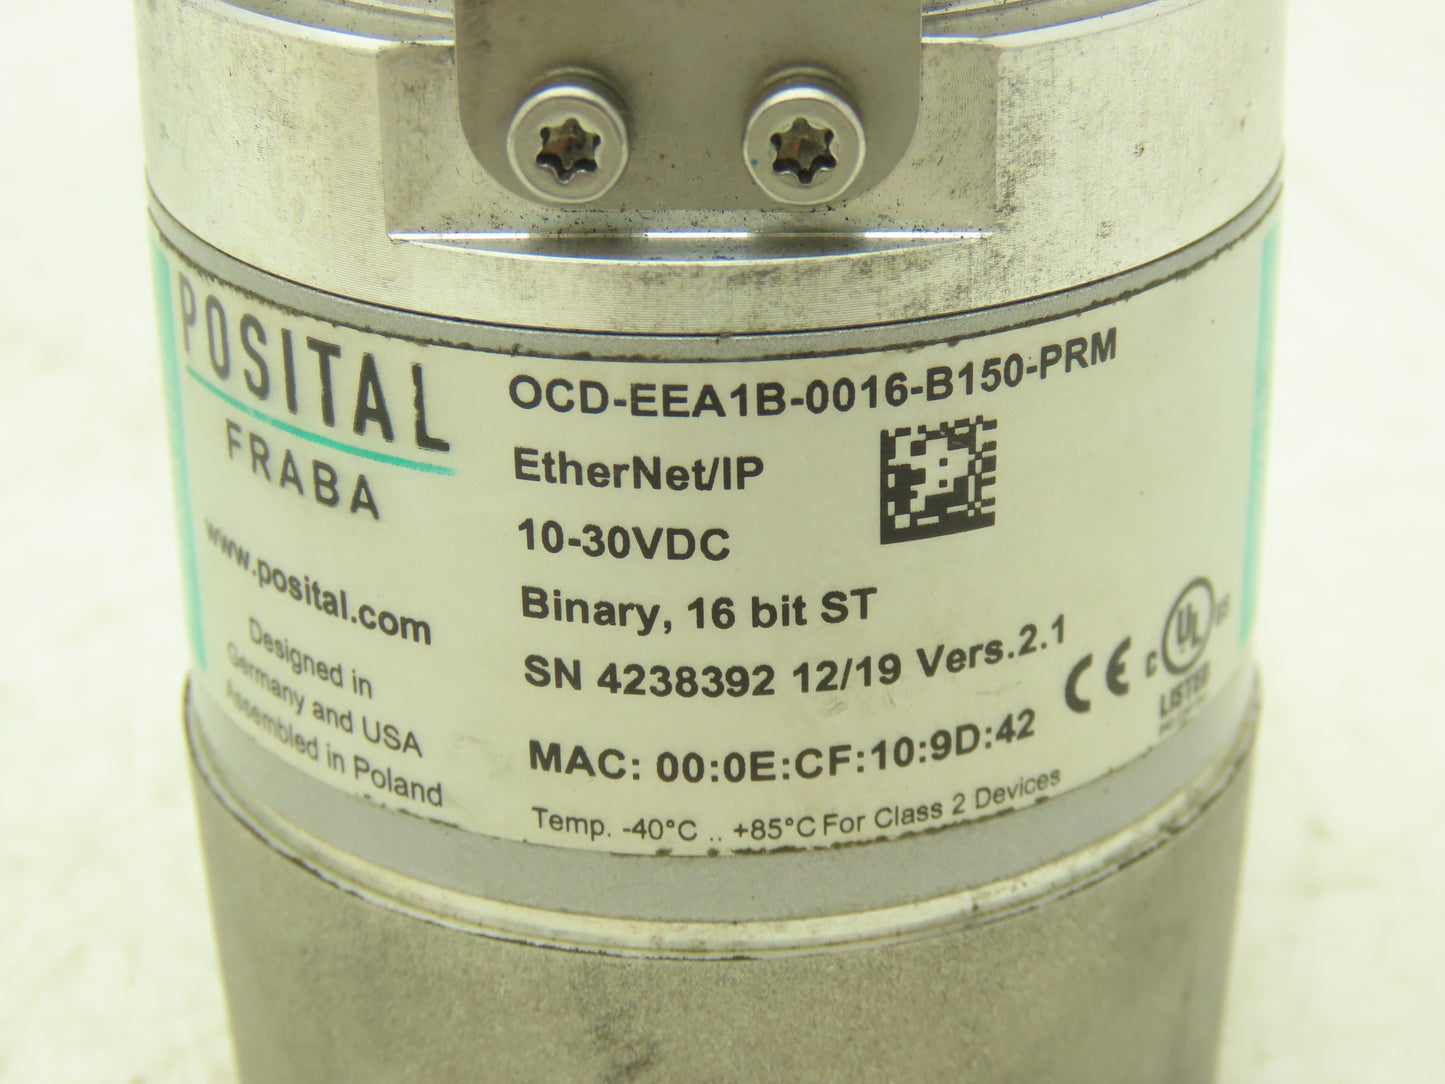 POSITAL
FRABA
www.posital.com
Designed in
Germany and USA
Assembled in Poland
OCD-EEA1B-0016-B150-PRM
EtherNet/IP
10-30VDC
Binary, 16 bit ST
SN 4238392 12/19 Vers.2.1
MAC: 00:0E:CF:10:9D:42
Temp. -40°C .. +85°C For Class 2 Devices
CE
C UL US
LISTED